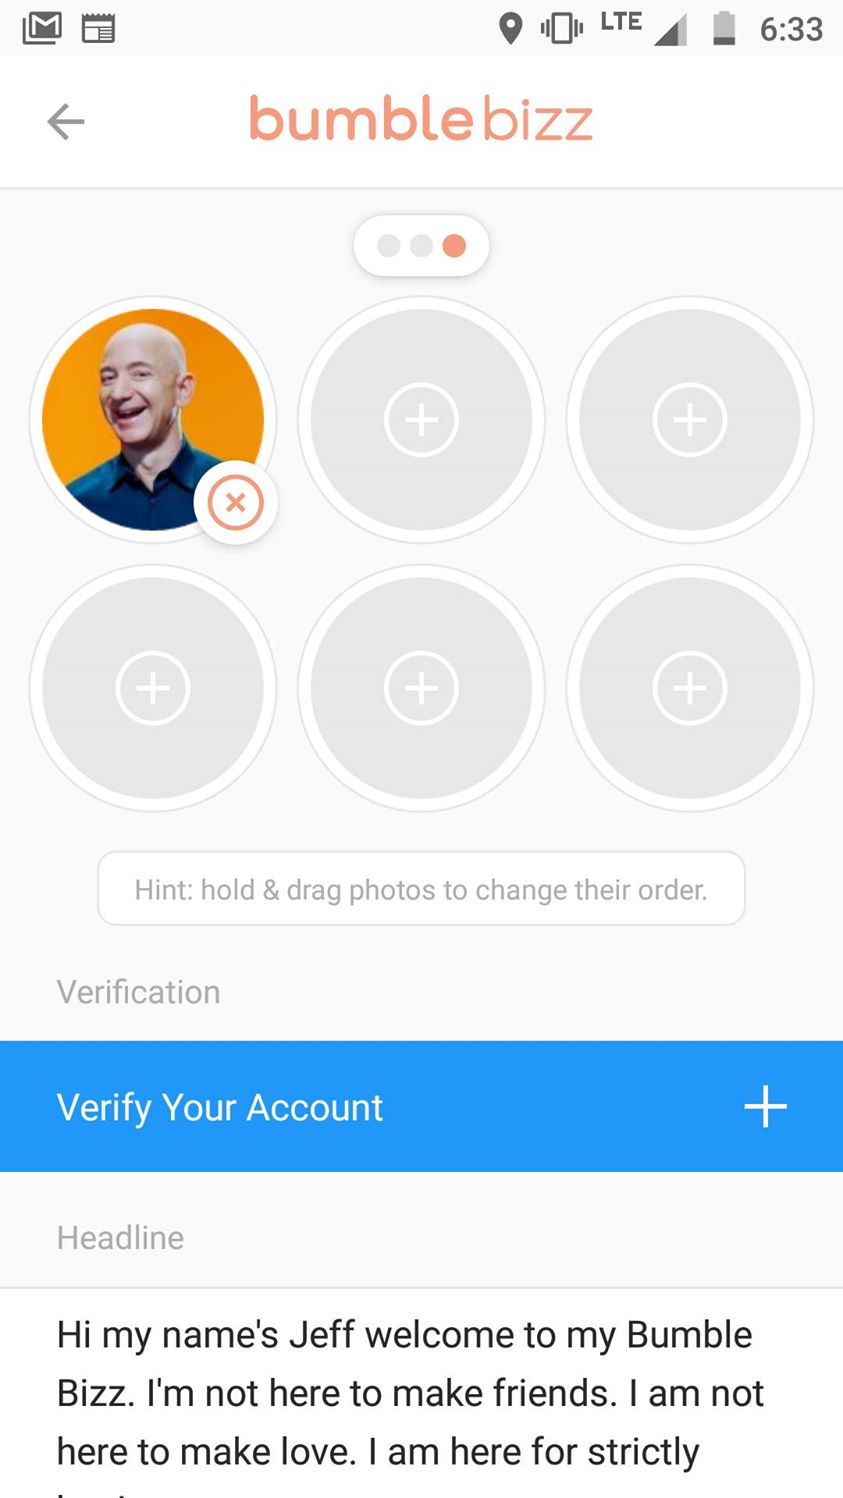 LTE 6:33
bumble bizz
Hint: hold & drag photos to change their order.
Verification
Verify Your Account
Headline
Hi my name's Jeff welcome to my Bumble
Bizz. I'm not here to make friends. I am not
here to make love. I am here for strictly